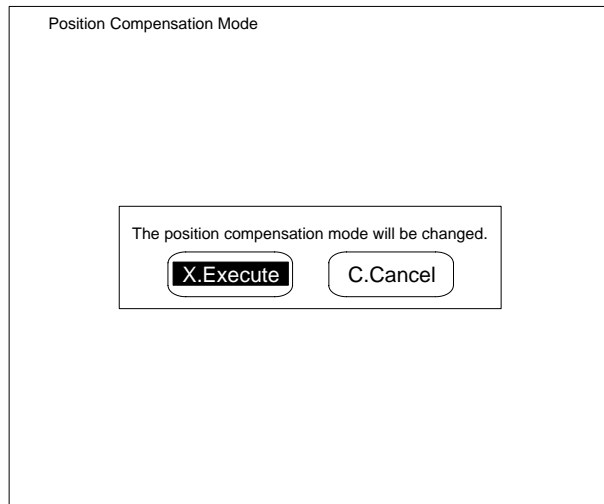 Position Compensation Mode
The position compensation mode will be changed.
X.Execute C.Cancel